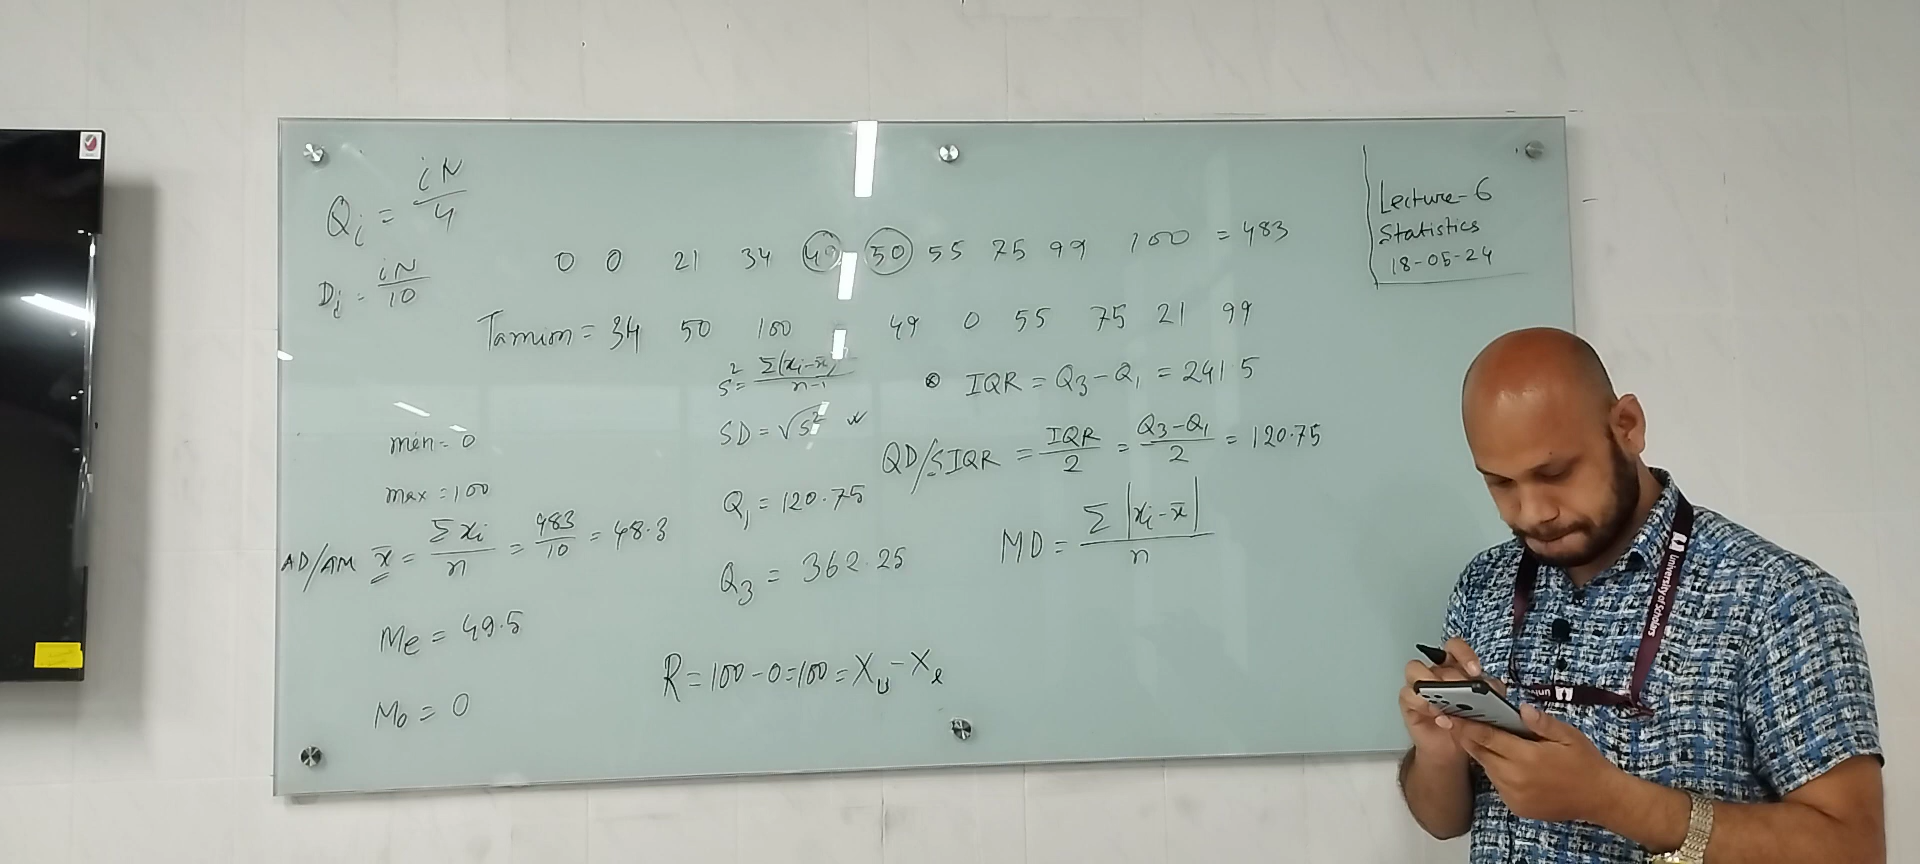 Qᵢ = iN/4
Dᵢ = iN/10
0 0 21 34 49 50 55 75 99 100 = 483
Tamim = 34 50 100 49 0 55 75 21 99
Lecture-6
Statistics
18-05-24
min = 0
max = 100
AD/AM x̄ = Σxᵢ/n = 483/10 = 48.3
Me = 49.5
Mo = 0
S² = Σ(xᵢ-x̄)/n-1
SD = √S²
Q₁ = 120.75
Q₃ = 362.25
R = 100-0 = 100 = Xᵤ-Xₗ
IQR = Q₃-Q₁ = 241.5
QD/SIQR = IQR/2 = Q₃-Q₁/2 = 120.75
MD = Σ|xᵢ-x̄|/n
University of Scholars